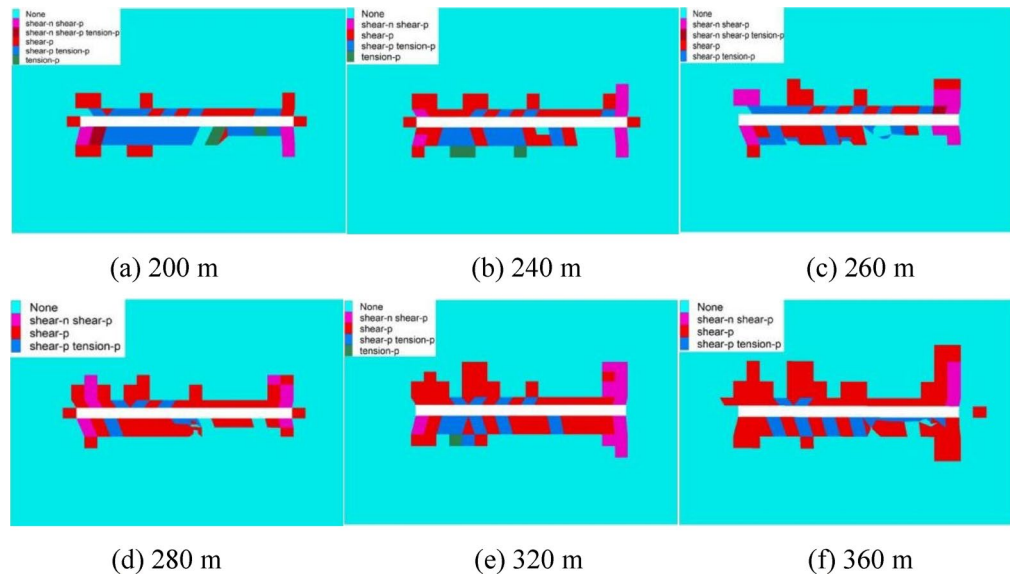 None
shear-n shear-p
shear-n shear-p tension-p
shear-p
shear-p tension-p
tension-p
None
shear-n shear-p
shear-p
shear-p tension-p
tension-p
None
shear-n shear-p
shear-n shear-p tension-p
shear-p
shear-p tension-p
(a) 200 m
(b) 240 m
(c) 260 m
None
shear-n shear-p
shear-p
shear-p tension-p
None
shear-n shear-p
shear-p
shear-p tension-p
tension-p
None
shear-n shear-p
shear-p
shear-p tension-p
(d) 280 m
(e) 320 m
(f) 360 m